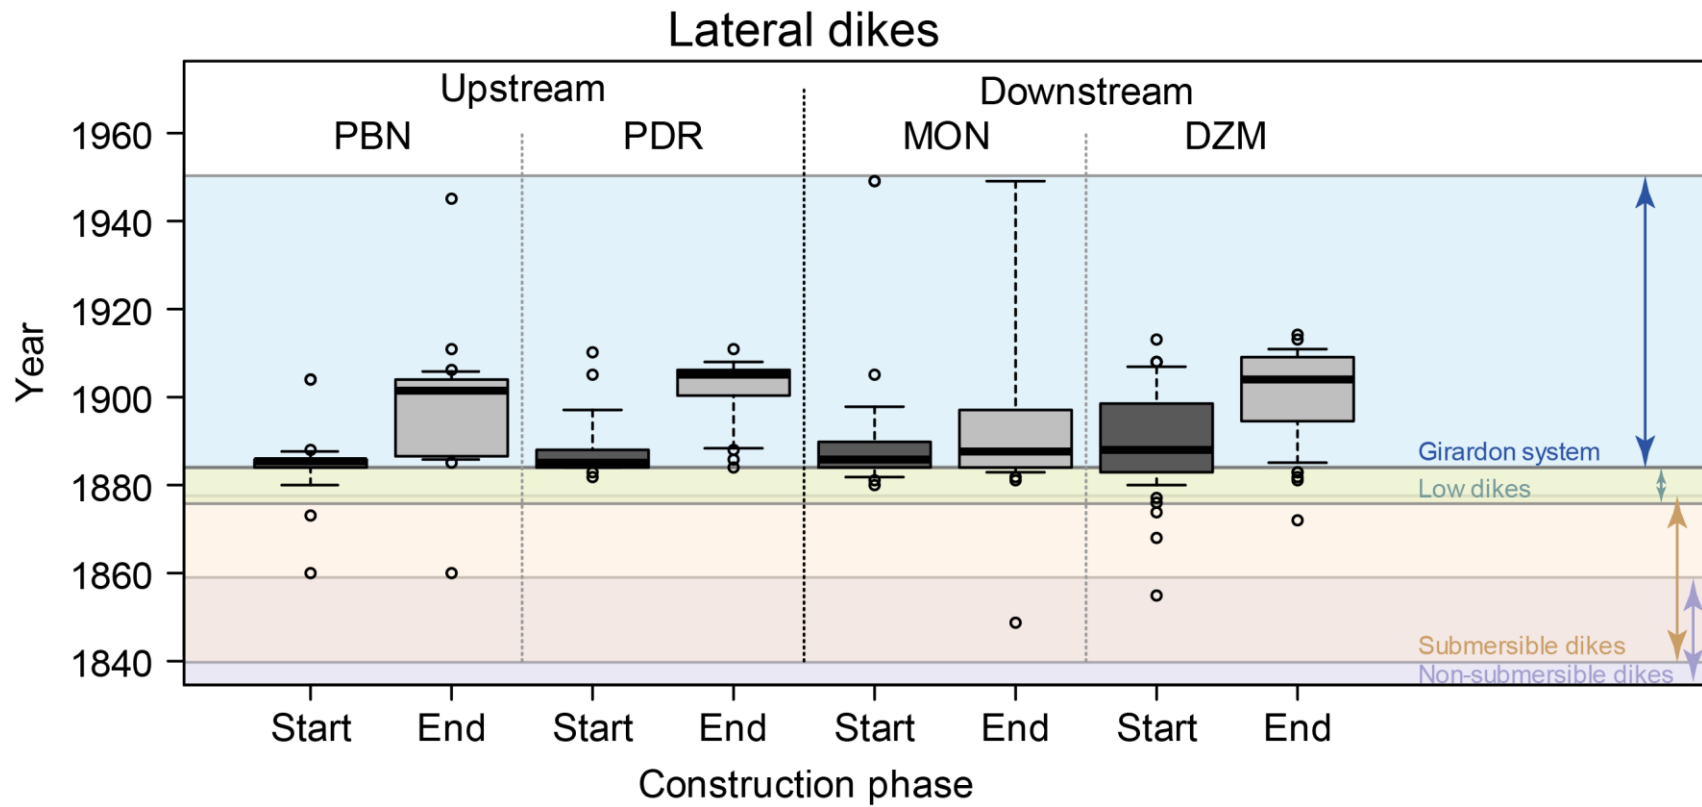 Lateral dikes
Upstream
Downstream
PBN
PDR
MON
DZM
Year
1960
1940
1920
1900
1880
1860
1840
Girardon system
Low dikes
Submersible dikes
Non-submersible dikes
Start
End
Start
End
Start
End
Start
End
Construction phase